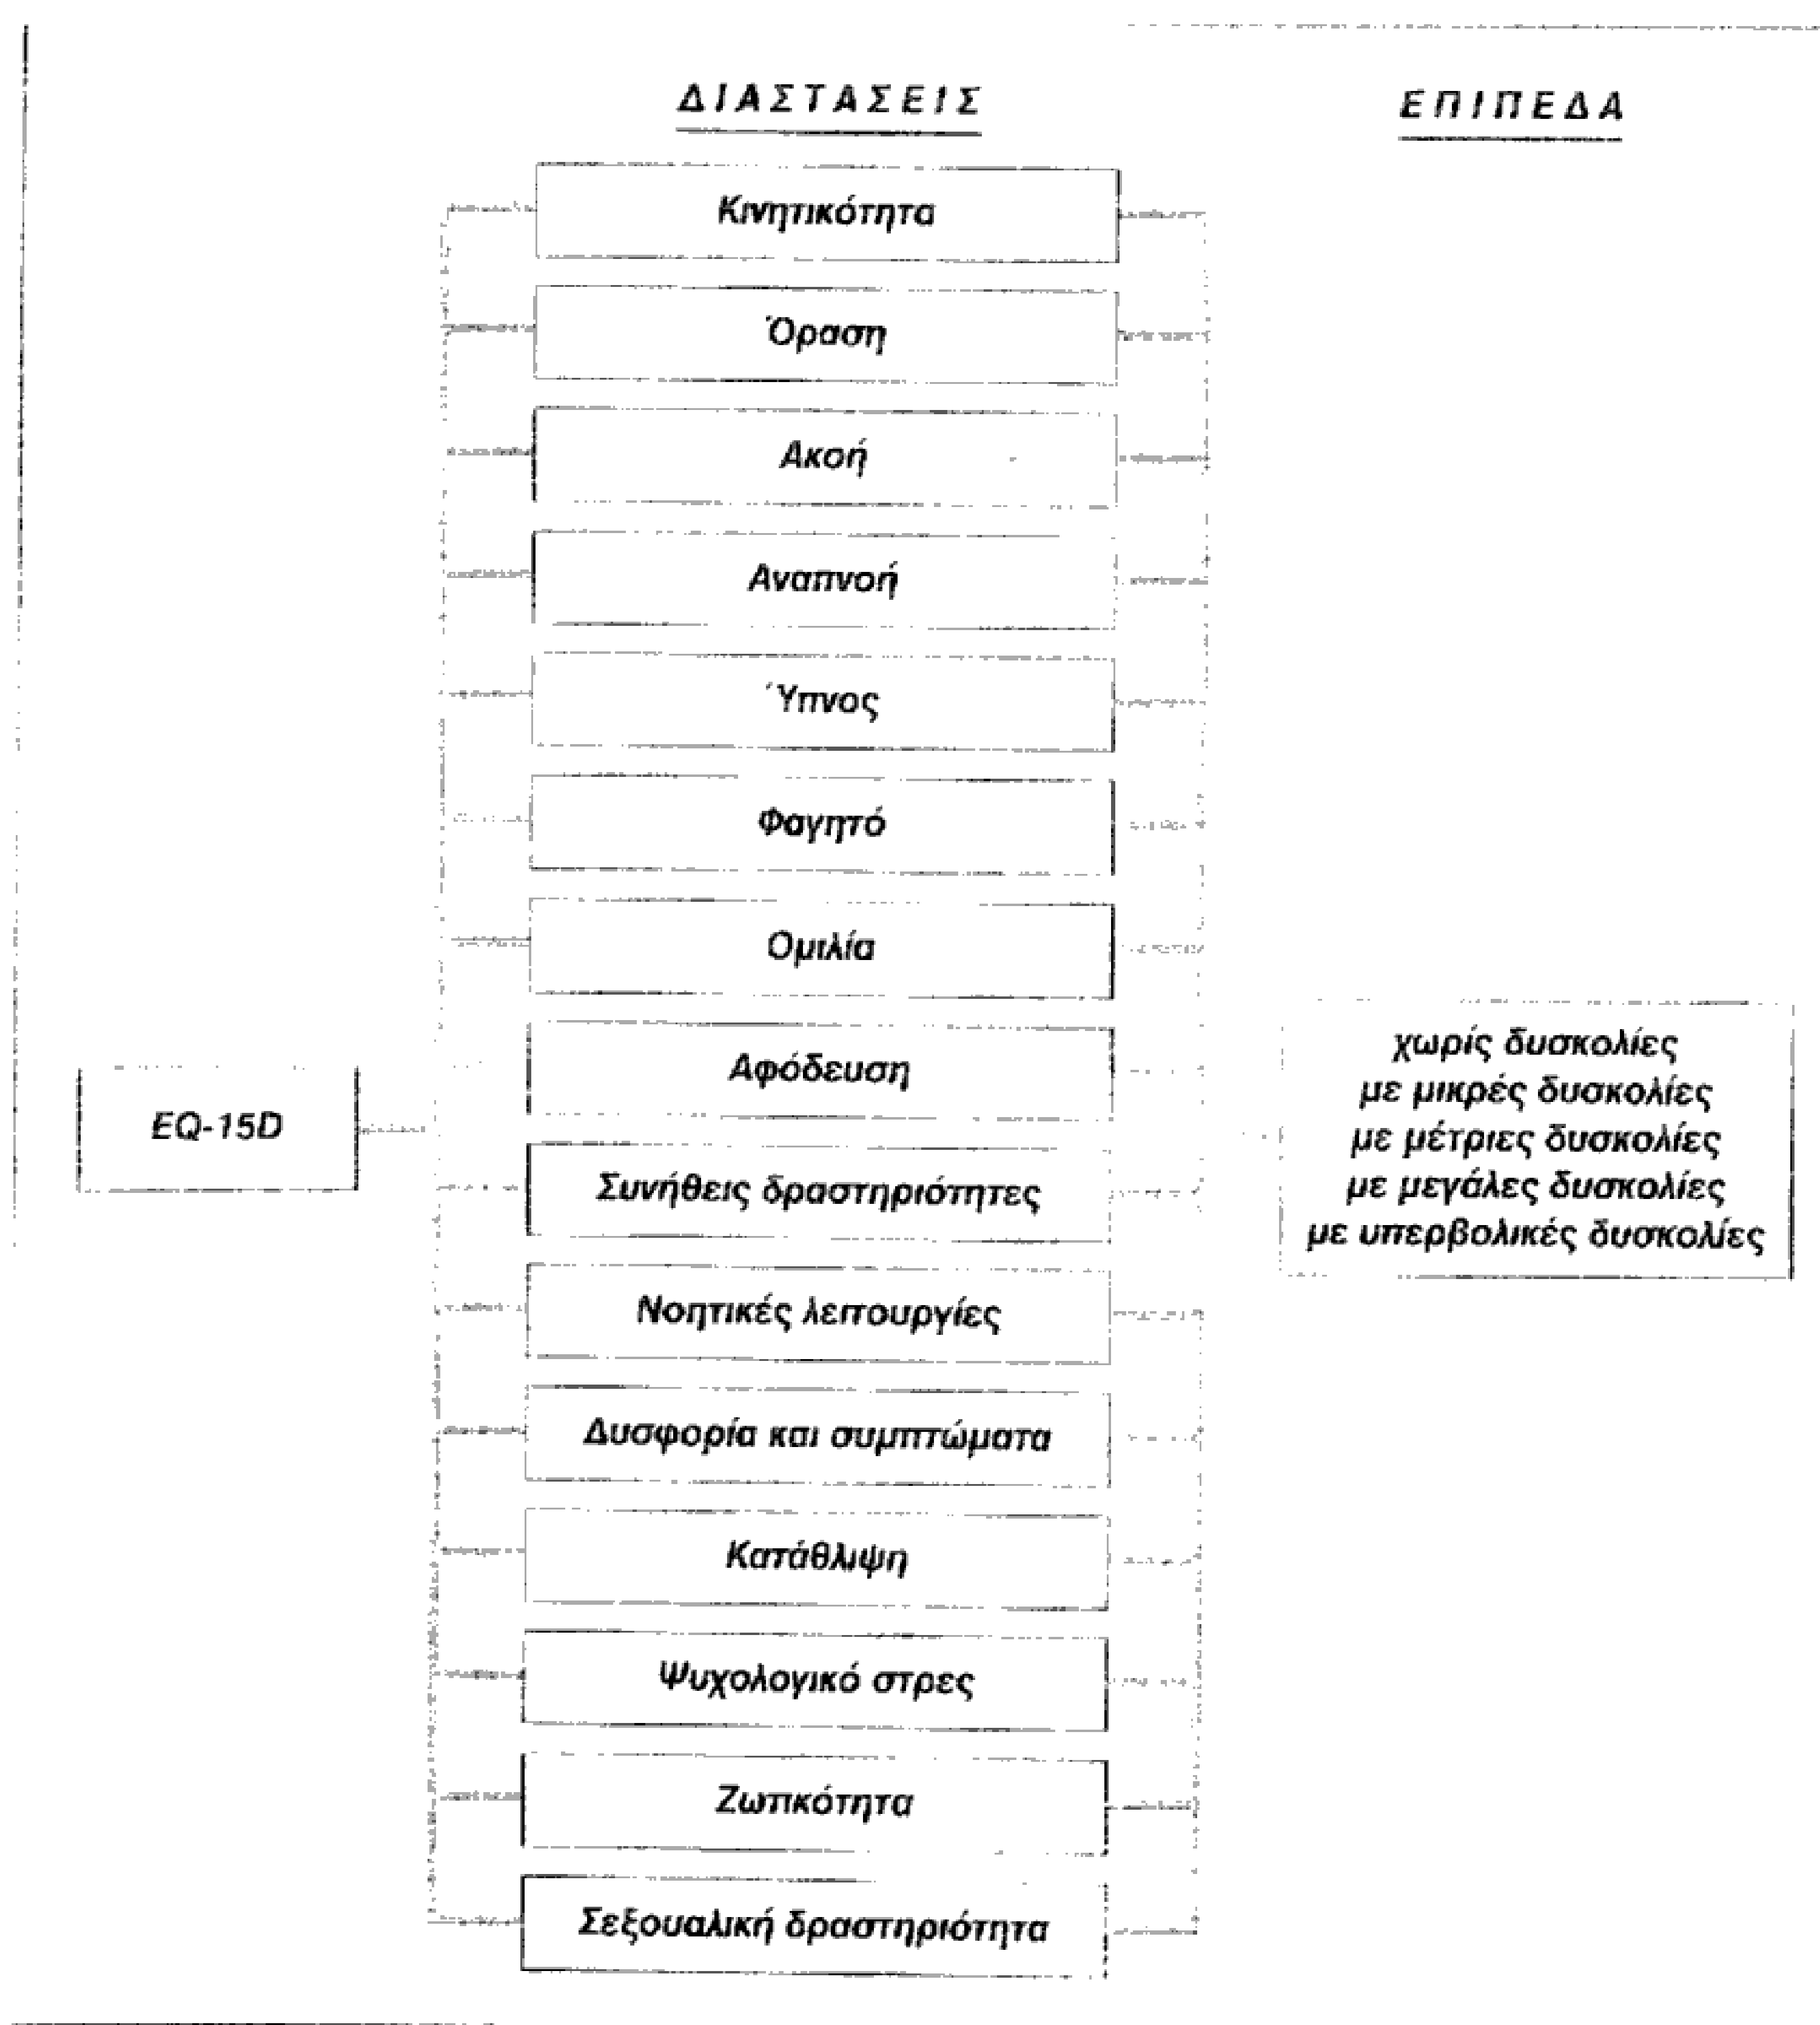 ΔΙΑΣΤΑΣΕΙΣ
ΕΠΙΠΕΔΑ
Κινητικότητα
Όραση
Ακοή
Αναπνοή
Ύπνος
Φαγητό
Ομιλία
Αφόδευση
Συνήθεις δραστηριότητες
Νοητικές λειτουργίες
Δυσφορία και συμπτώματα
Κατάθλιψη
Ψυχολογικό στρες
Ζωτικότητα
Σεξουαλική δραστηριότητα
EQ-15D
χωρίς δυσκολίες
με μικρές δυσκολίες
με μέτριες δυσκολίες
με μεγάλες δυσκολίες
με υπερβολικές δυσκολίες